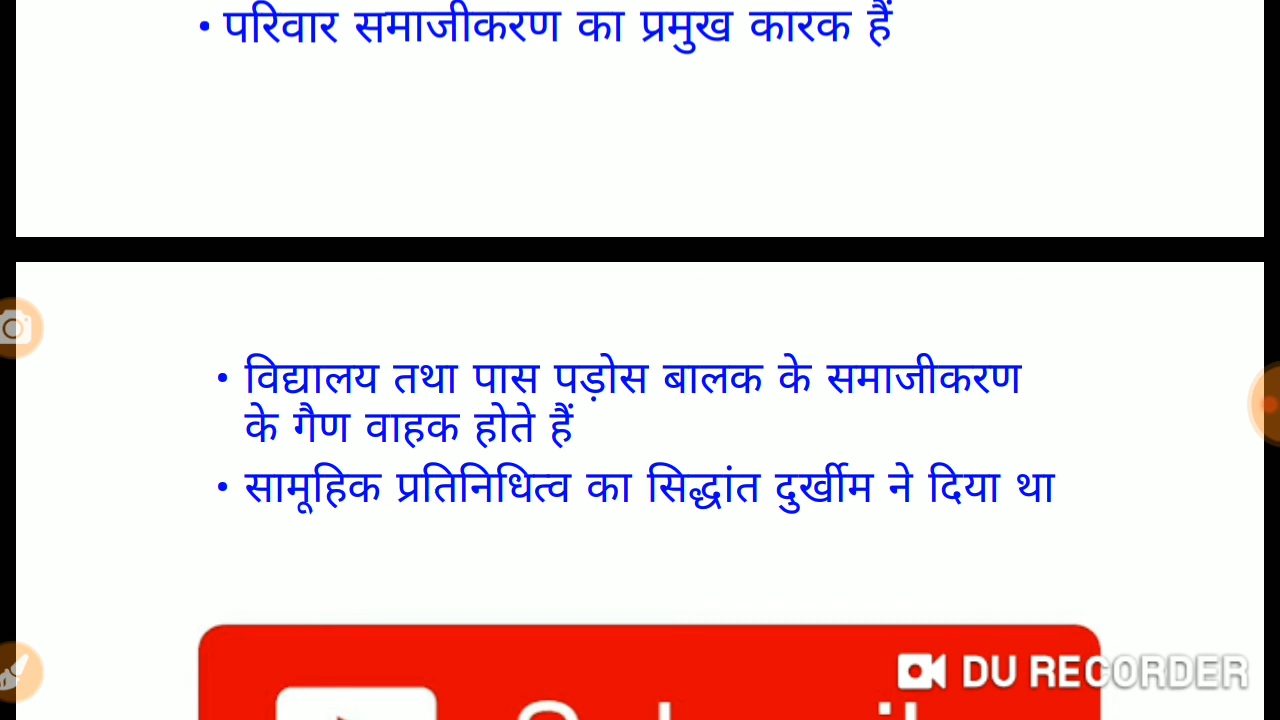 • परिवार समाजीकरण का प्रमुख कारक हैं
• विद्यालय तथा पास पड़ोस बालक के समाजीकरण
के गैण वाहक होते हैं
• सामूहिक प्रतिनिधित्व का सिद्धांत दुर्खीम ने दिया था
DU RECORDER